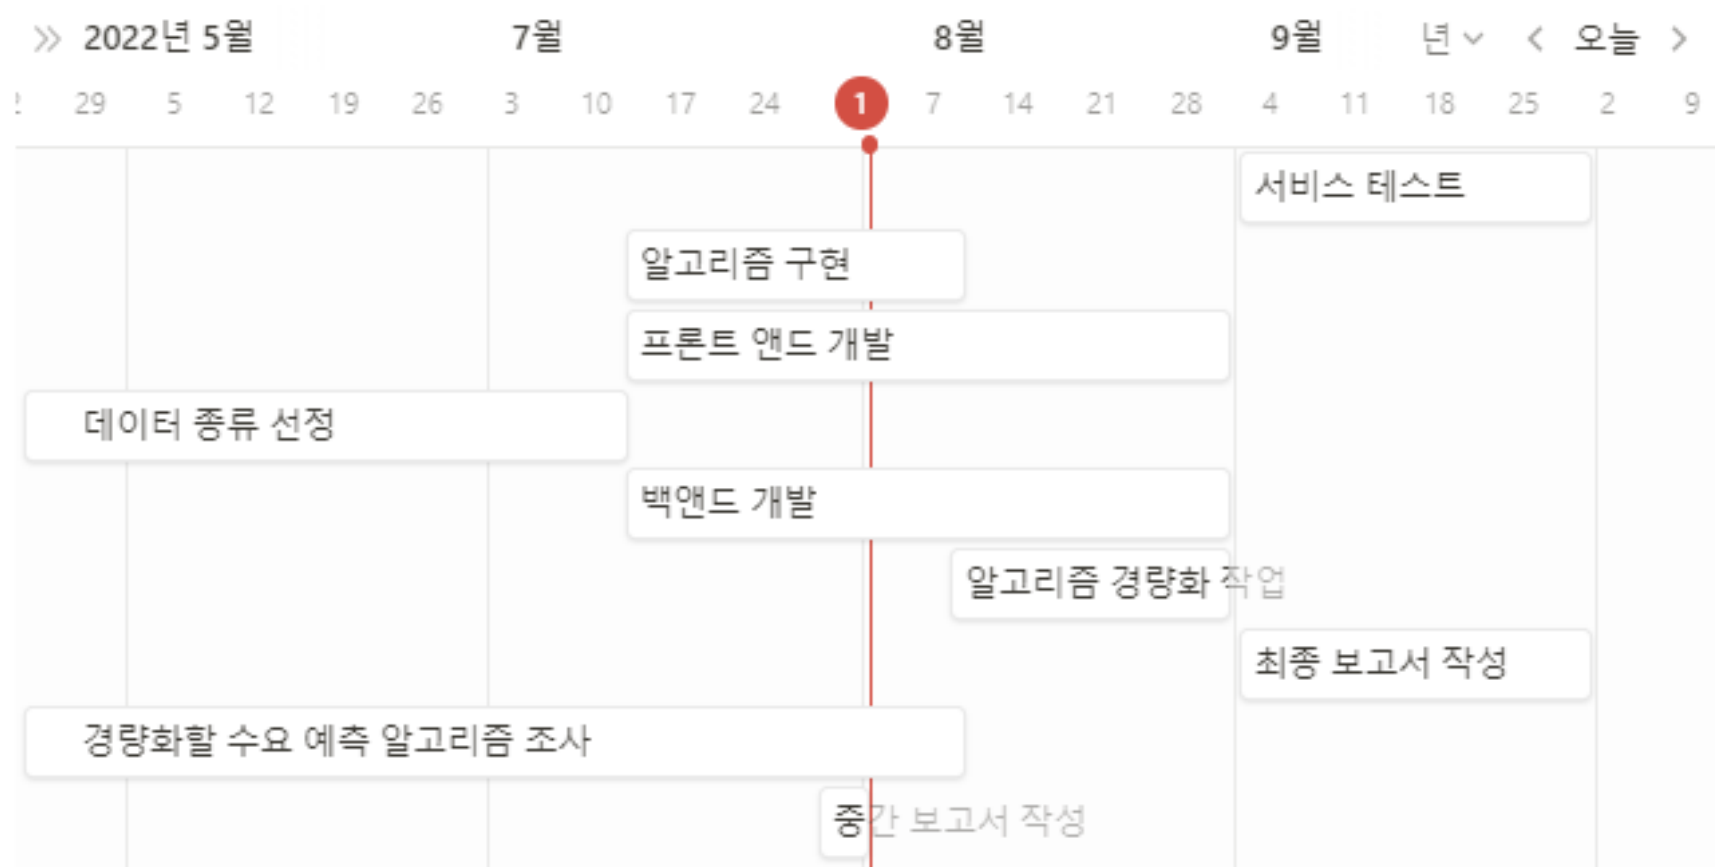 2022년 5월 7월 8월 9월 년 오늘
29 5 12 19 26 3 10 17 24 1 7 14 21 28 4 11 18 25 2 9
서비스 테스트
알고리즘 구현
프론트 앤드 개발
데이터 종류 선정
백앤드 개발
알고리즘 경량화 작업
최종 보고서 작성
경량화할 수요 예측 알고리즘 조사
중간 보고서 작성